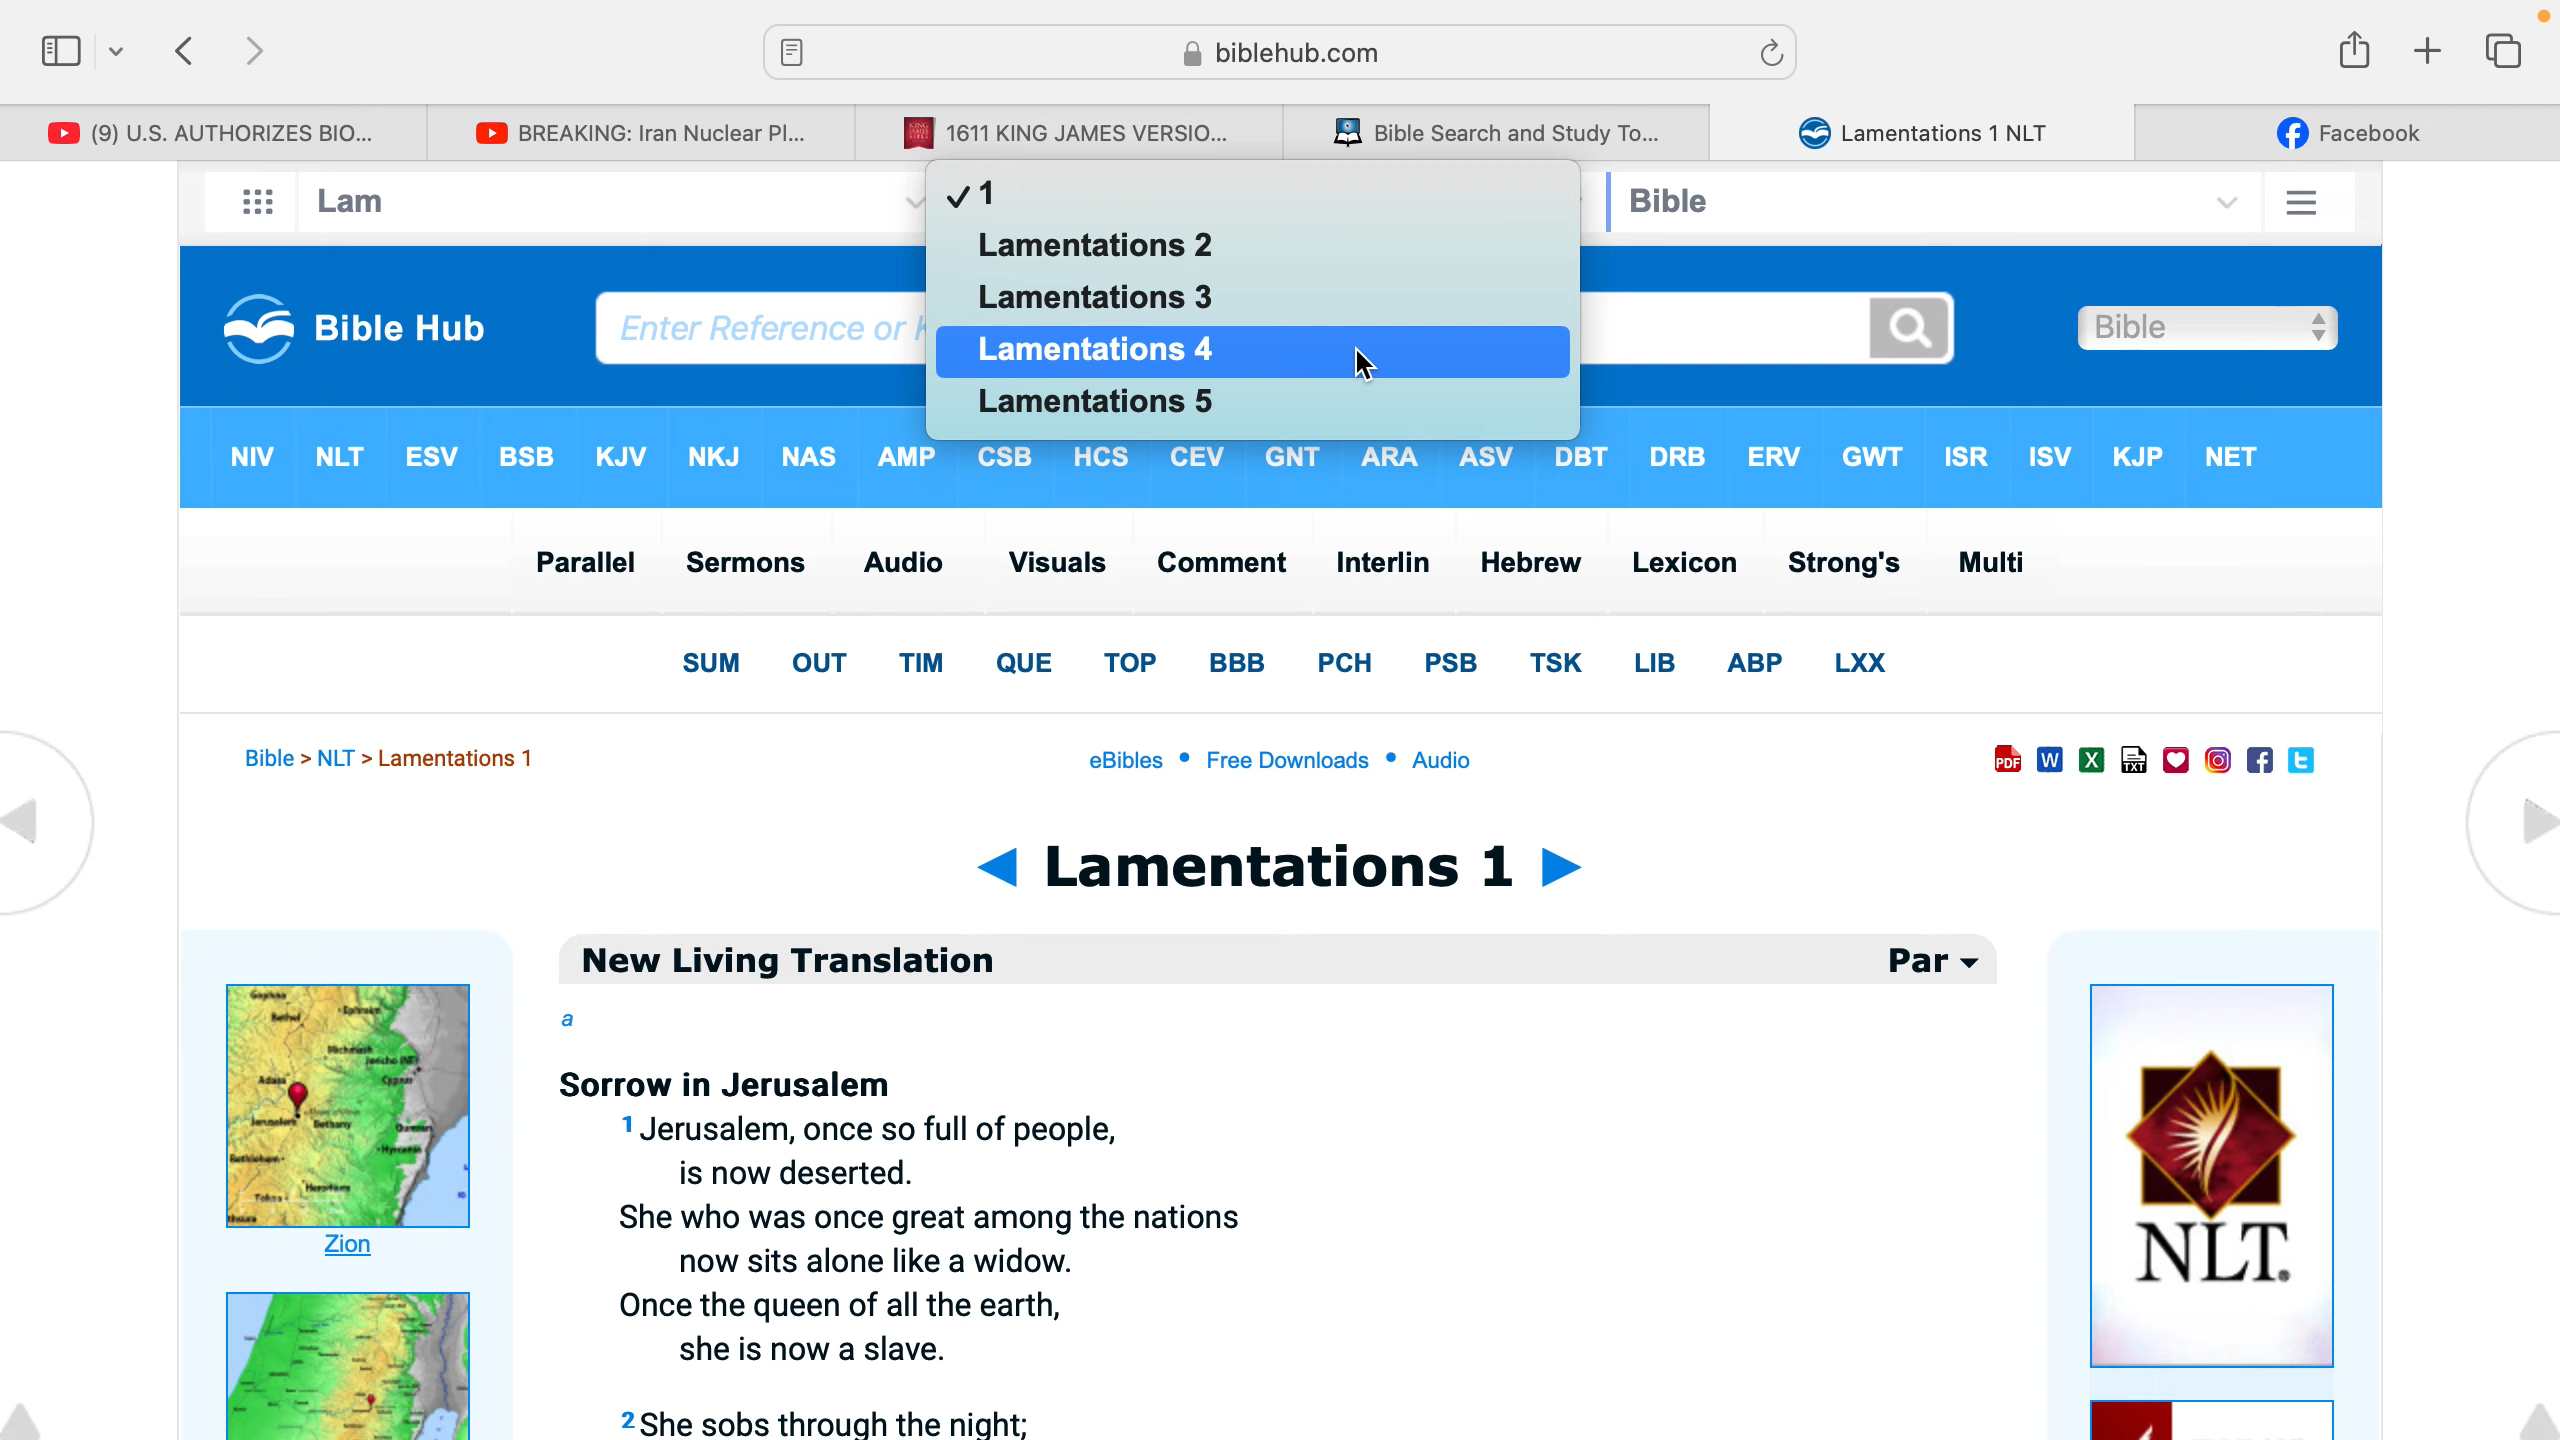 biblehub.com
(9) U.S. AUTHORIZES BIO...
BREAKING: Iran Nuclear Pl...
1611 KING JAMES VERSIO...
Bible Search and Study To...
Lamentations 1 NLT
Facebook
Lam
✓ 1
Lamentations 2
Lamentations 3
Lamentations 4
Lamentations 5
Bible
Bible Hub
Enter Reference or
Bible
NIV NLT ESV BSB KJV NKJ NAS AMP CSB HCS CEV GNT ARA ASV DBT DRB ERV GWT ISR ISV KJP NET
Parallel Sermons Audio Visuals Comment Interlin Hebrew Lexicon Strong's Multi
SUM OUT TIM QUE TOP BBB PCH PSB TSK LIB ABP LXX
Bible > NLT > Lamentations 1
eBibles • Free Downloads • Audio
PDF W X TXT
◄ Lamentations 1 ►
New Living Translation
Par
a
Sorrow in Jerusalem
1 Jerusalem, once so full of people,
is now deserted.
She who was once great among the nations
now sits alone like a widow.
Once the queen of all the earth,
she is now a slave.
2 She sobs through the night;
Zion
NLT